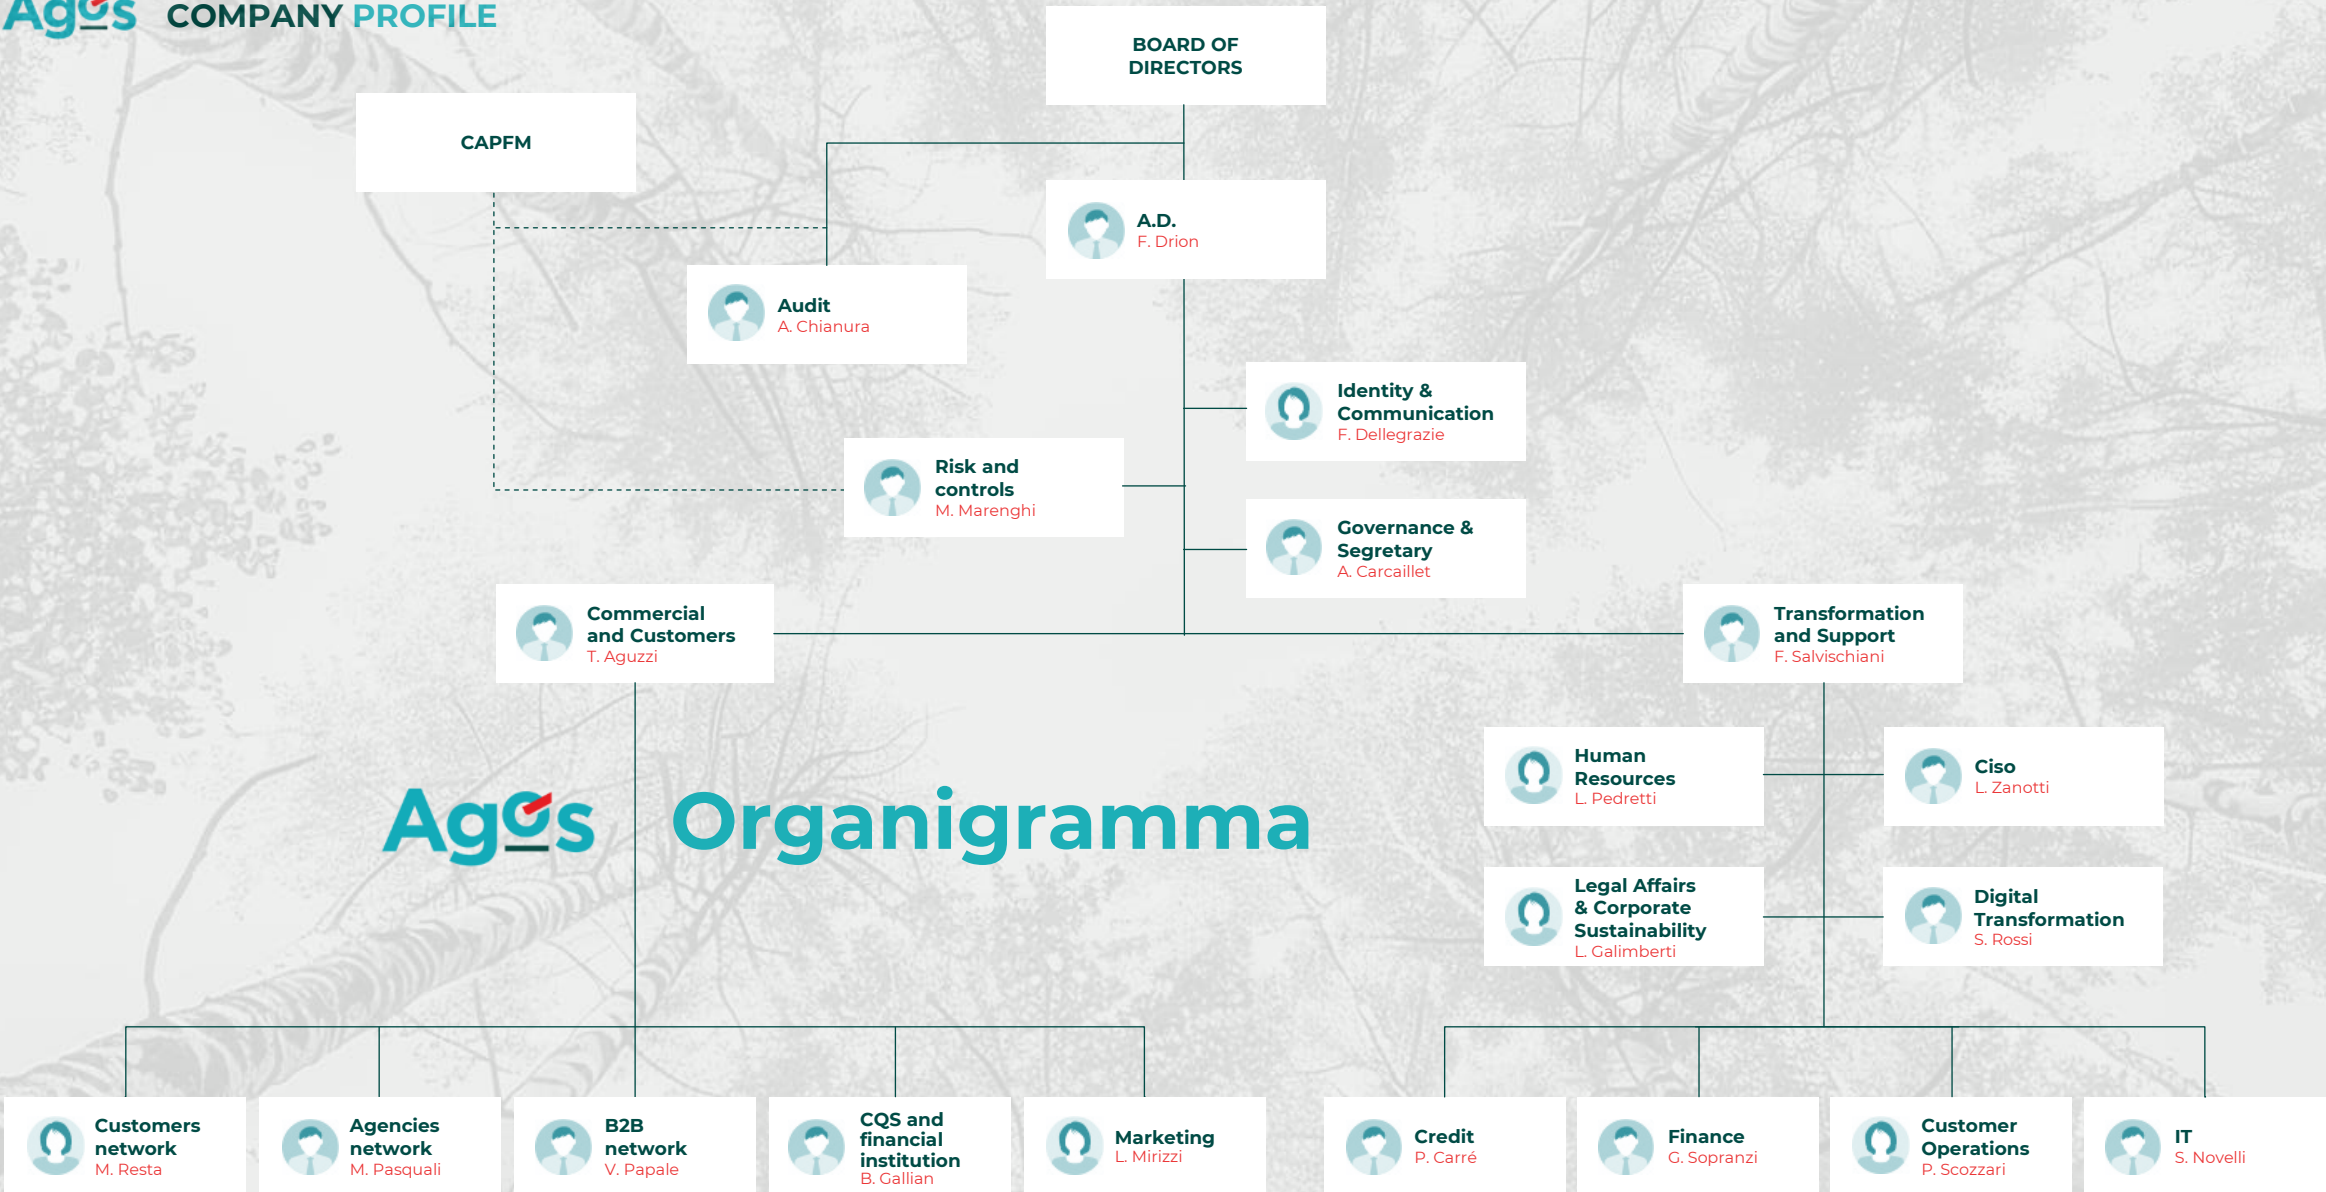 Agos COMPANY PROFILE
BOARD OF
DIRECTORS
CAPFM
A.D.
F. Drion
Audit
A. Chianura
Identity &
Communication
F. Dellegrazie
Risk and
controls
M. Marenghi
Governance &
Segretary
A. Carcaillet
Commercial
and Customers
T. Aguzzi
Transformation
and Support
F. Salvischiani
Human
Resources
L. Pedretti
Ciso
L. Zanotti
Agos Organigramma
Legal Affairs
& Corporate
Sustainability
L. Galimberti
Digital
Transformation
S. Rossi
Customers
network
M. Resta
Agencies
network
M. Pasquali
B2B
network
V. Papale
CQS and
financial
institution
B. Gallian
Marketing
L. Mirizzi
Credit
P. Carré
Finance
G. Sopranzi
Customer
Operations
P. Scozzari
IT
S. Novelli